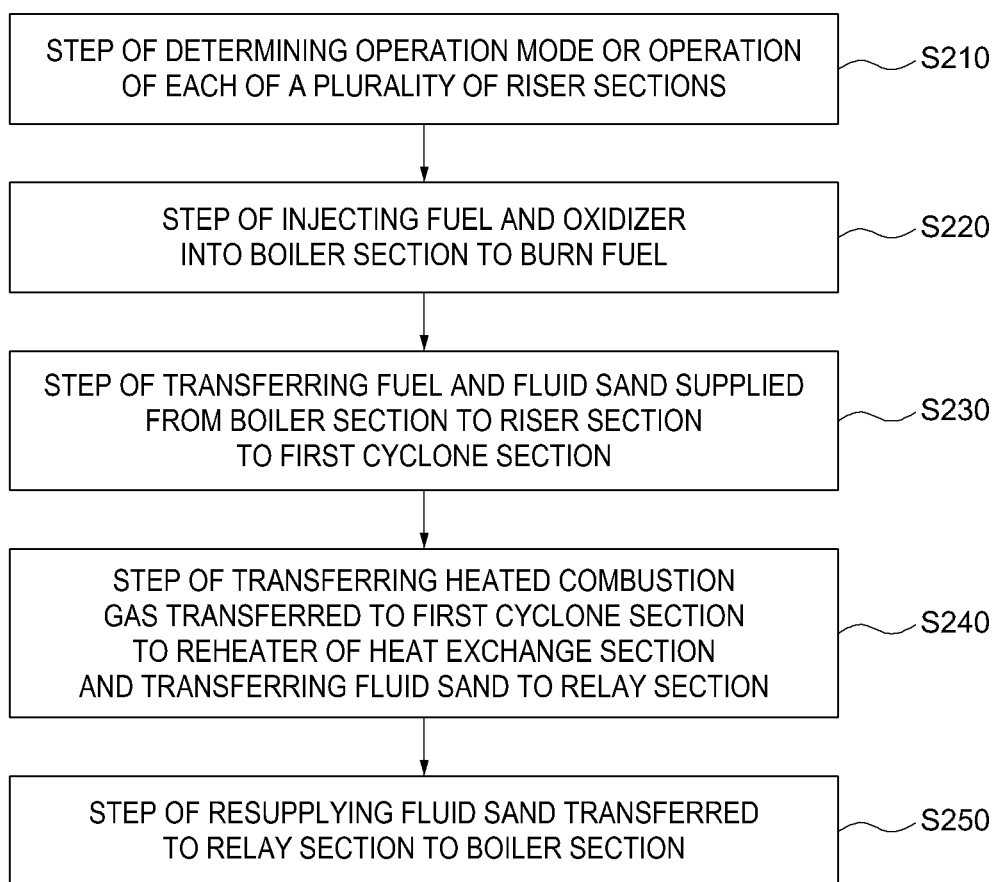 STEP OF DETERMINING OPERATION MODE OR OPERATION
OF EACH OF A PLURALITY OF RISER SECTIONS
S210
STEP OF INJECTING FUEL AND OXIDIZER
INTO BOILER SECTION TO BURN FUEL
S220
STEP OF TRANSFERRING FUEL AND FLUID SAND SUPPLIED
FROM BOILER SECTION TO RISER SECTION
TO FIRST CYCLONE SECTION
S230
STEP OF TRANSFERRING HEATED COMBUSTION
GAS TRANSFERRED TO FIRST CYCLONE SECTION
TO REHEATER OF HEAT EXCHANGE SECTION
AND TRANSFERRING FLUID SAND TO RELAY SECTION
S240
STEP OF RESUPPLYING FLUID SAND TRANSFERRED
TO RELAY SECTION TO BOILER SECTION
S250